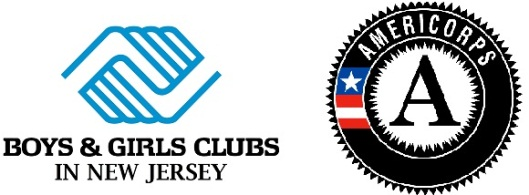 BOYS & GIRLS CLUBS
IN NEW JERSEY
AMERICORPS
A